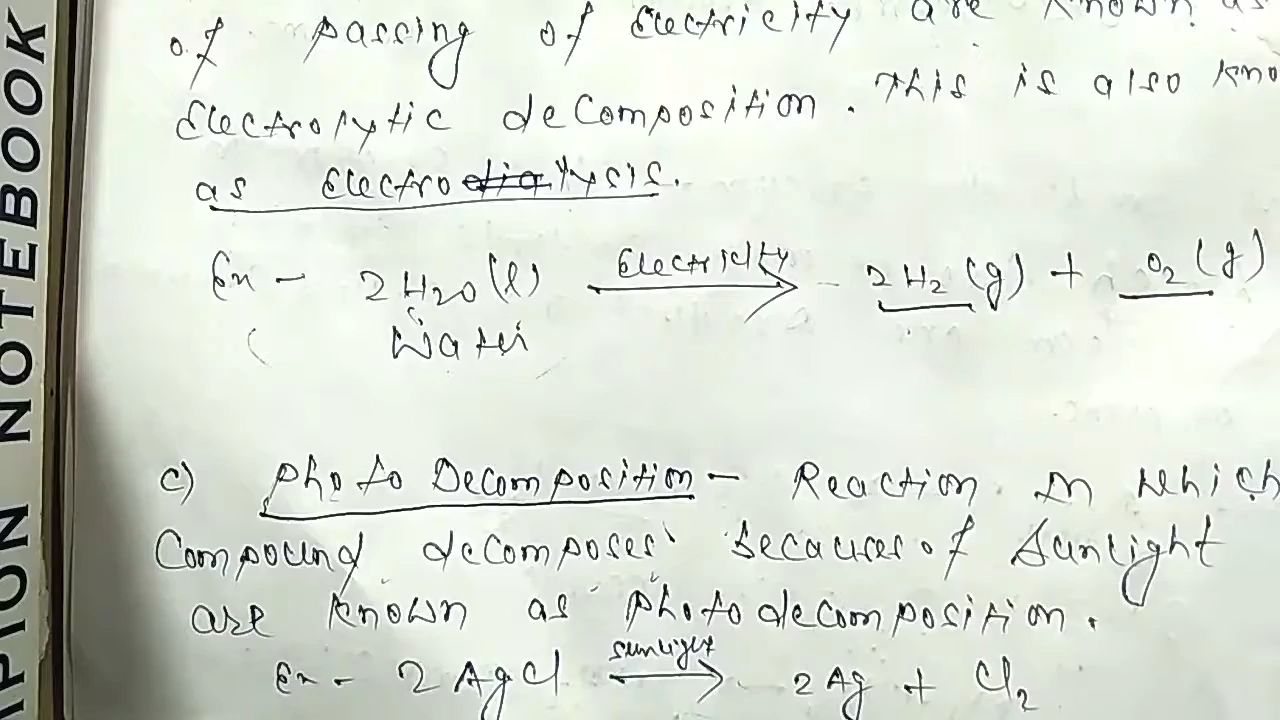 of passing of Electricity are known as
Electrolytic decomposition. This is also kno
as Electrolysis.
Ex - 2H2O(l) Electricity → 2H2(g) + O2(g)
Water
c) Photo Decomposition - Reaction in which
Compound decomposes because of Sunlight
are known as photodecomposition.
Ex - 2AgCl sunlight → 2Ag + Cl2
APION NOTEBOOK